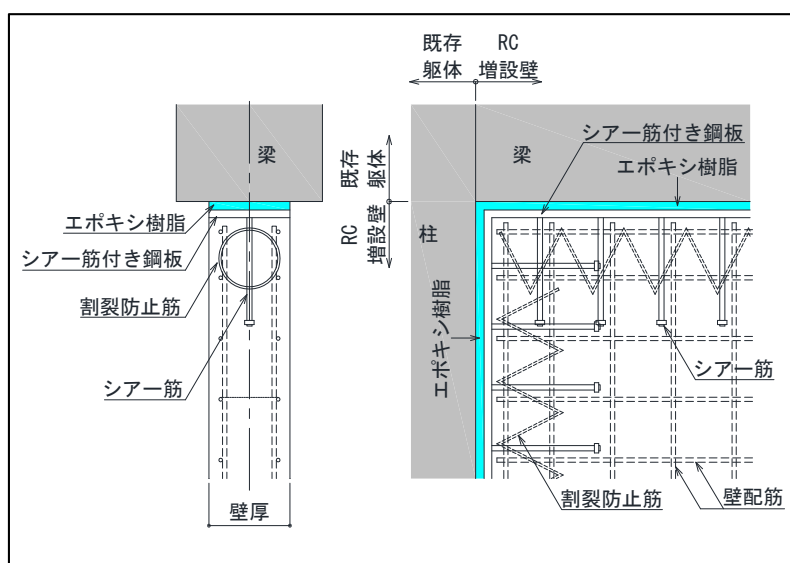 梁
既存
躯体
RC
増設壁
エポキシ樹脂
シアー筋付き鋼板
割裂防止筋
シアー筋
壁厚
既存
躯体
RC
増設壁
シアー筋付き鋼板
梁
エポキシ樹脂
柱
エポキシ樹脂
シアー筋
割裂防止筋
壁配筋